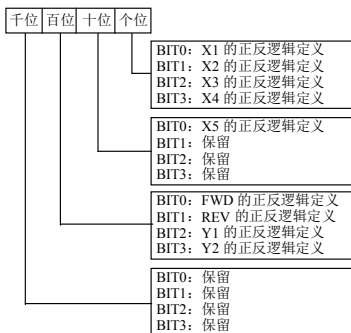 千位 百位 十位 个位
BIT0：X1 的正反逻辑定义
BIT1：X2 的正反逻辑定义
BIT2：X3 的正反逻辑定义
BIT3：X4 的正反逻辑定义
BIT0：X5 的正反逻辑定义
BIT1：保留
BIT2：保留
BIT3：保留
BIT0：FWD 的正反逻辑定义
BIT1：REV 的正反逻辑定义
BIT2：Y1 的正反逻辑定义
BIT3：Y2 的正反逻辑定义
BIT0：保留
BIT1：保留
BIT2：保留
BIT3：保留